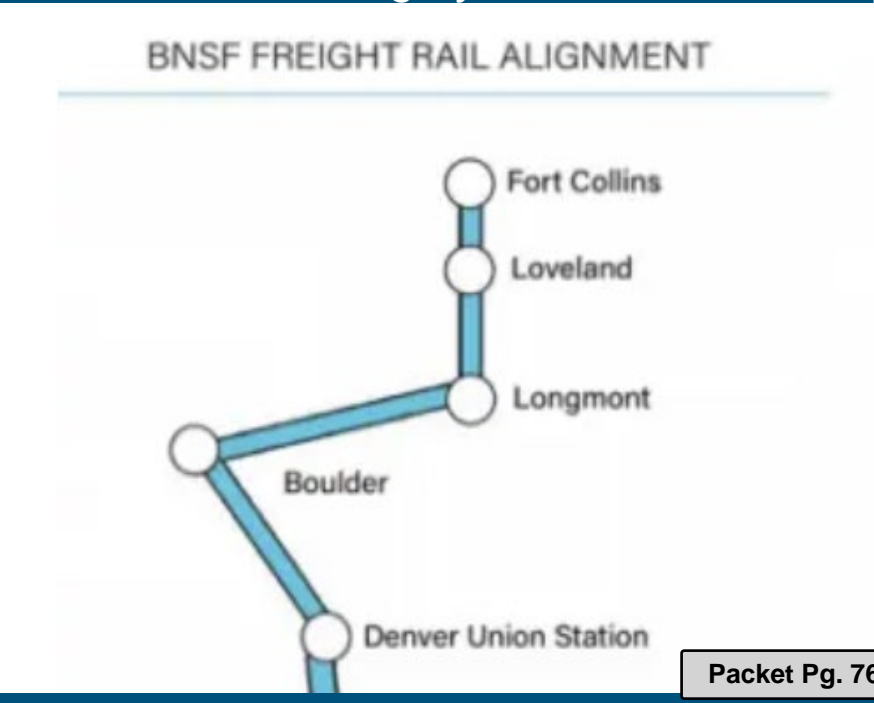 BNSF FREIGHT RAIL ALIGNMENT
Fort Collins
Loveland
Longmont
Boulder
Denver Union Station
Packet Pg. 76